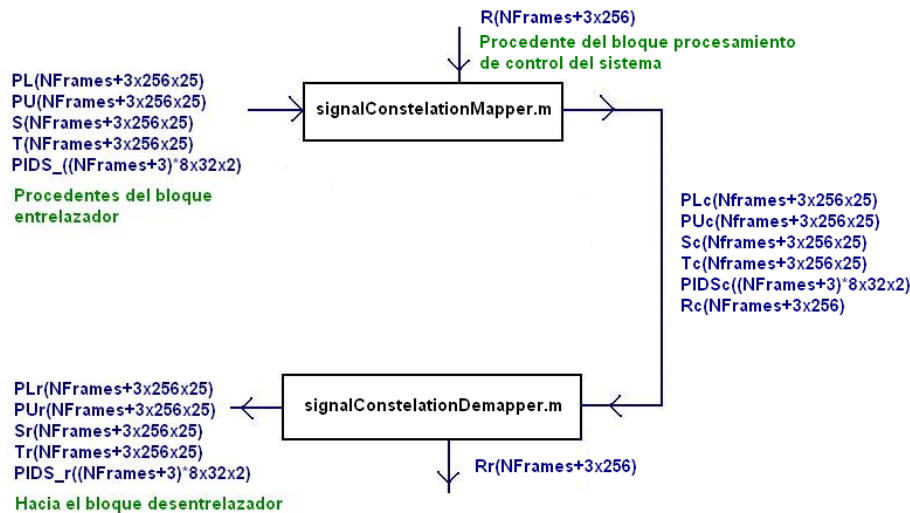 R(NFrames+3x256)
Procedente del bloque procesamiento
de control del sistema
PL(NFrames+3x256x25)
PU(NFrames+3x256x25)
S(NFrames+3x256x25)
T(NFrames+3x256x25)
PIDS_((NFrames+3)*8x32x2)
Procedentes del bloque
entrelazador
signalConstelationMapper.m
PLc(Nframes+3x256x25)
PUc(Nframes+3x256x25)
Sc(Nframes+3x256x25)
Tc(Nframes+3x256x25)
PIDSc((NFrames+3)*8x32x2)
Rc(NFrames+3x256)
PLr(NFrames+3x256x25)
PUr(NFrames+3x256x25)
Sr(NFrames+3x256x25)
Tr(NFrames+3x256x25)
PIDS_r((NFrames+3)*8x32x2)
Hacia el bloque desentrelazador
signalConstelationDemapper.m
Rr(NFrames+3x256)